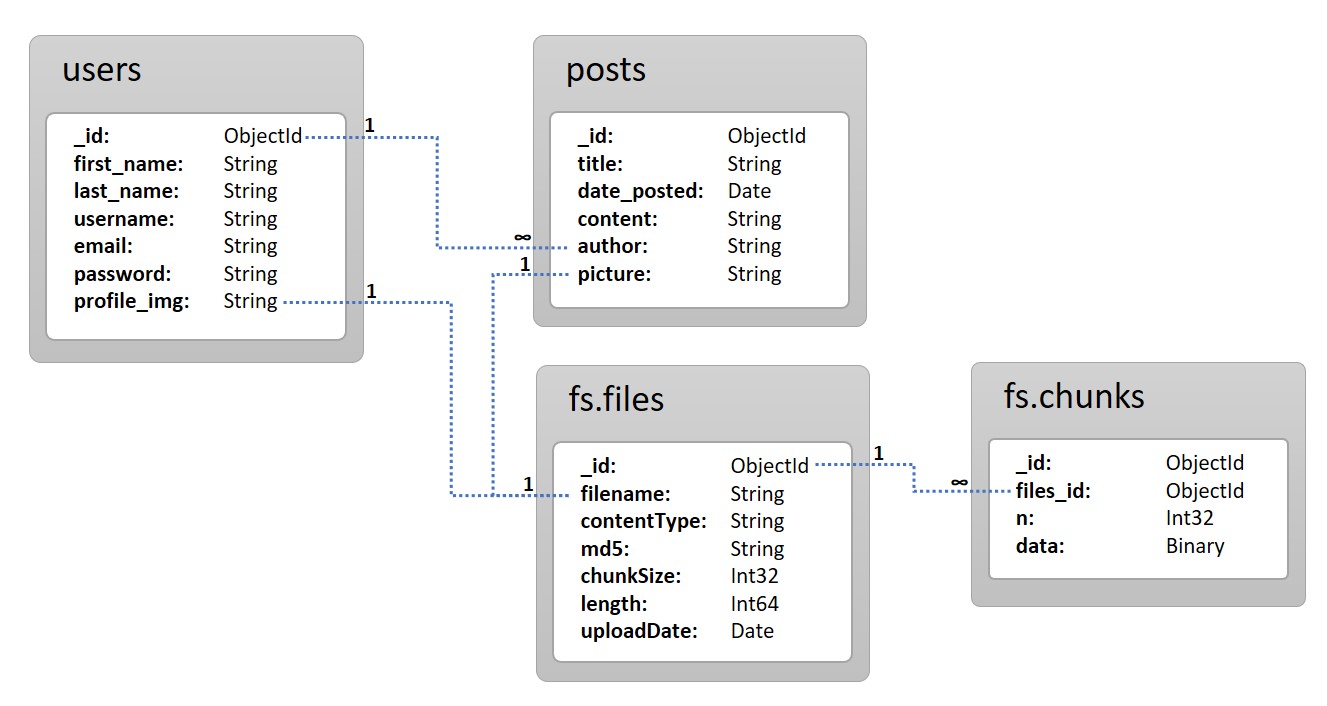 users
_id: ObjectId
first_name: String
last_name: String
username: String
email: String
password: String
profile_img: String
1
1
posts
_id: ObjectId
title: String
date_posted: Date
content: String
author: String
picture: String
∞
1
fs.files
_id: ObjectId
filename: String
contentType: String
md5: String
chunkSize: Int32
length: Int64
uploadDate: Date
1
1
∞
fs.chunks
_id: ObjectId
files_id: ObjectId
n: Int32
data: Binary